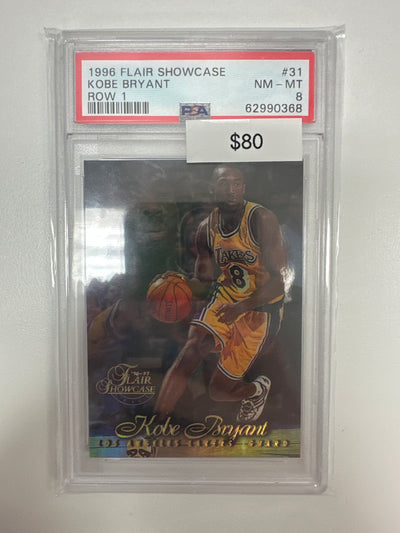 1996 FLAIR SHOWCASE #31
KOBE BRYANT NM - MT
ROW 1 8
PSA 62990368
$80
LAKERS
8
'96-'97
FLAIR
SHOWCASE
Kobe Bryant
LOS ANGELES LAKERS GUARD